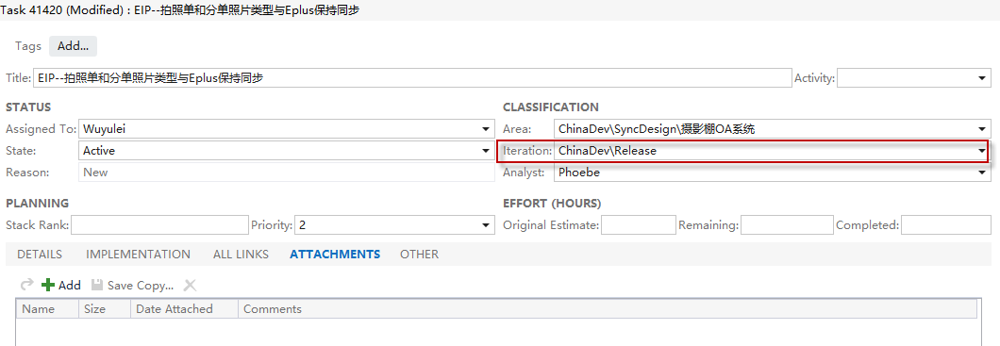 Task 41420 (Modified) : EIP--拍照单和分单照片类型与Eplus保持同步
Tags Add...
Title: EIP--拍照单和分单照片类型与Eplus保持同步 Activity:
STATUS CLASSIFICATION
Assigned To: Wuyulei Area: ChinaDev\SyncDesign\摄影棚OA系统
State: Active Iteration: ChinaDev\Release
Reason: New Analyst: Phoebe
PLANNING EFFORT (HOURS)
Stack Rank: Priority: 2 Original Estimate: Remaining: Completed:
DETAILS IMPLEMENTATION ALL LINKS ATTACHMENTS OTHER
Add Save Copy...
Name Size Date Attached Comments